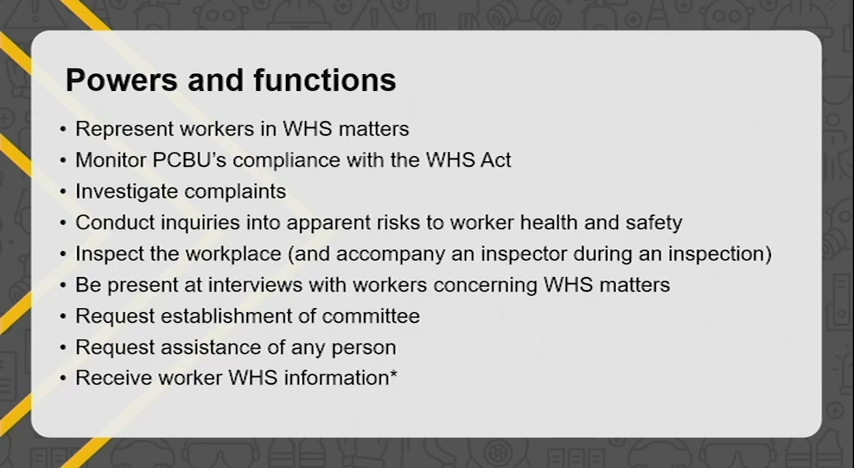 Powers and functions
• Represent workers in WHS matters
• Monitor PCBU's compliance with the WHS Act
• Investigate complaints
• Conduct inquiries into apparent risks to worker health and safety
• Inspect the workplace (and accompany an inspector during an inspection)
• Be present at interviews with workers concerning WHS matters
• Request establishment of committee
• Request assistance of any person
• Receive worker WHS information*